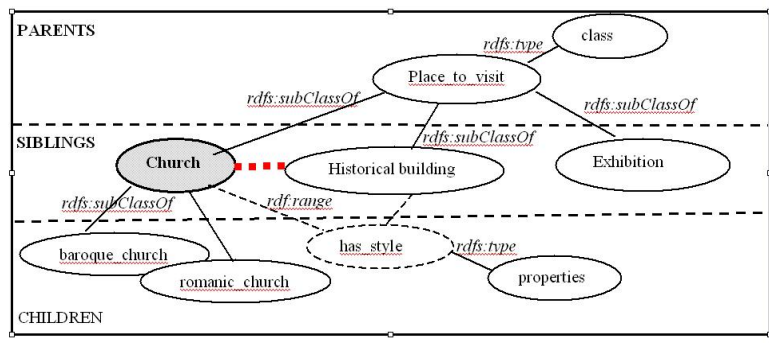 PARENTS
class
rdfs:type
Place_to_visit
rdfs:subClassOf
rdfs:subClassOf
rdfs:subClassOf
SIBLINGS
Church
Historical building
Exhibition
rdfs:subClassOf
rdf:range
has_style
rdfs:type
baroque_church
romanic_church
properties
CHILDREN